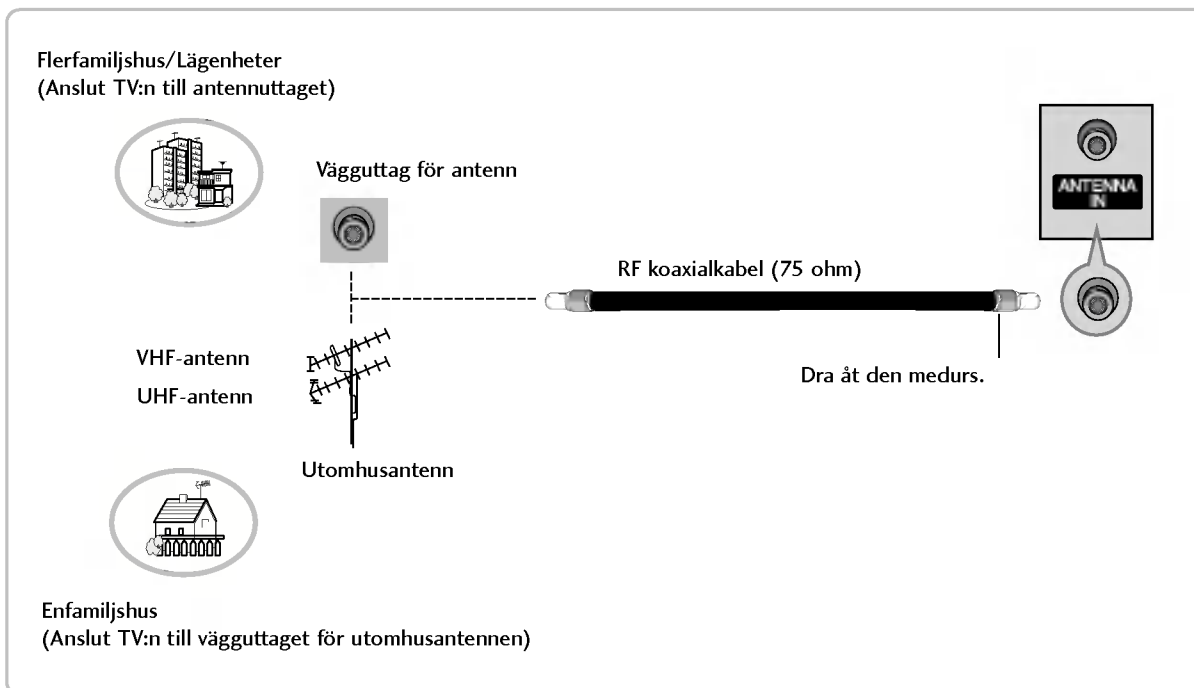 Flerfamiljshus/Lägenheter
(Anslut TV:n till antennuttaget)
Vägguttag för antenn
ANTENNA
IN
RF koaxialkabel (75 ohm)
VHF-antenn
UHF-antenn
Dra åt den medurs.
Utomhusantenn
Enfamiljshus
(Anslut TV:n till vägguttaget för utomhusantennen)